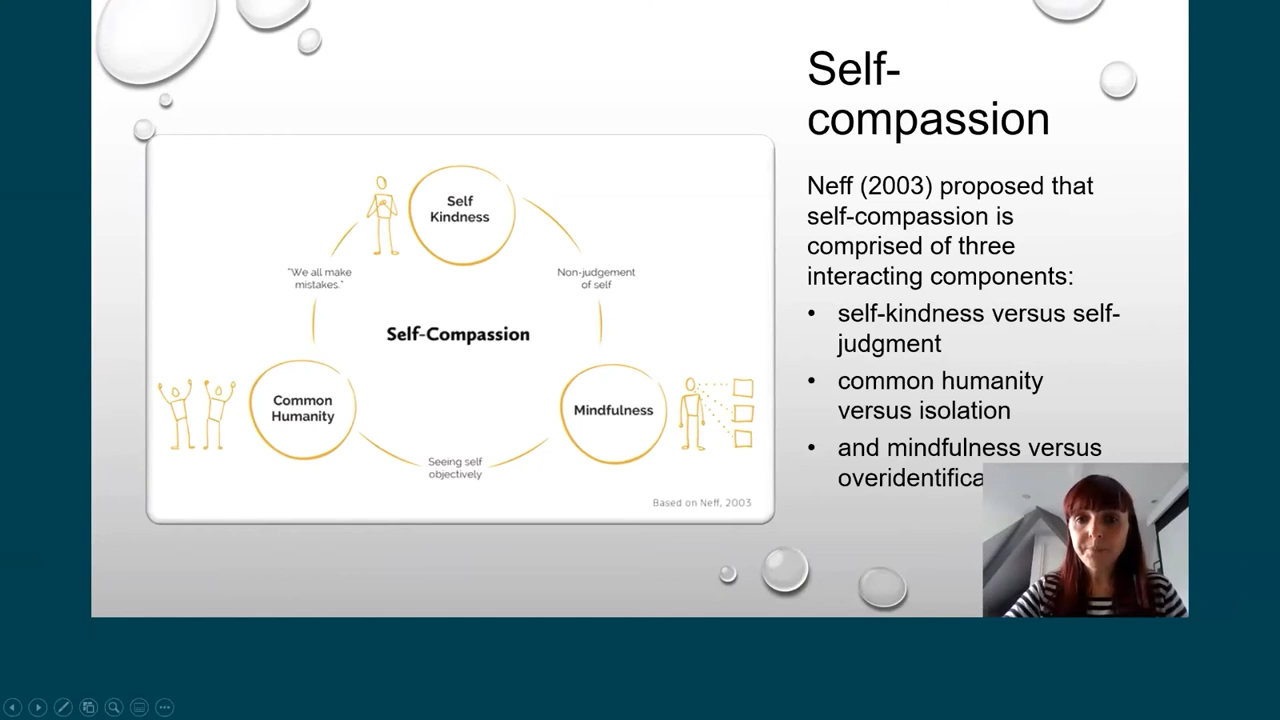 Self-
compassion
Neff (2003) proposed that
self-compassion is
comprised of three
interacting components:
• self-kindness versus self-
judgment
• common humanity
versus isolation
• and mindfulness versus
overidentifica
Self
Kindness
"We all make
mistakes."
Non-judgement
of self
Self-Compassion
Common
Humanity
Mindfulness
Seeing self
objectively
Based on Neff, 2003